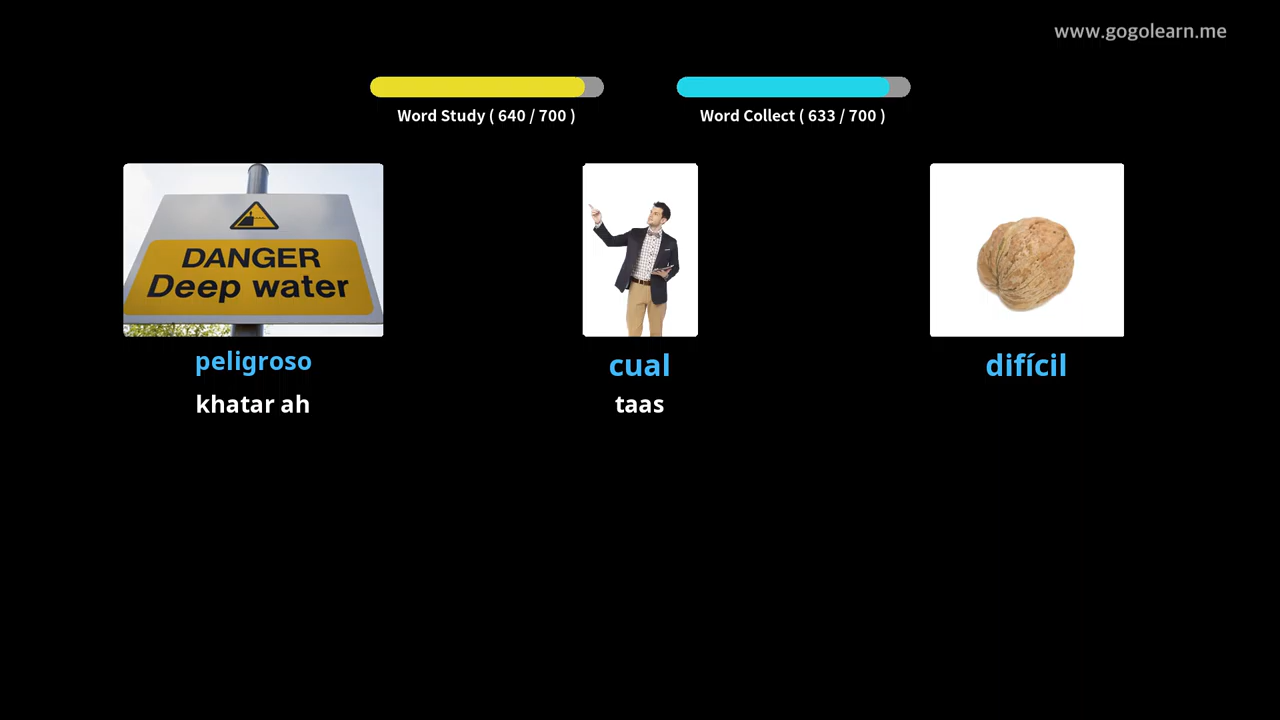 www.gogolearn.me
Word Study ( 640 / 700 )
Word Collect ( 633 / 700 )
DANGER
Deep water
peligroso
khatar ah
cual
taas
difícil